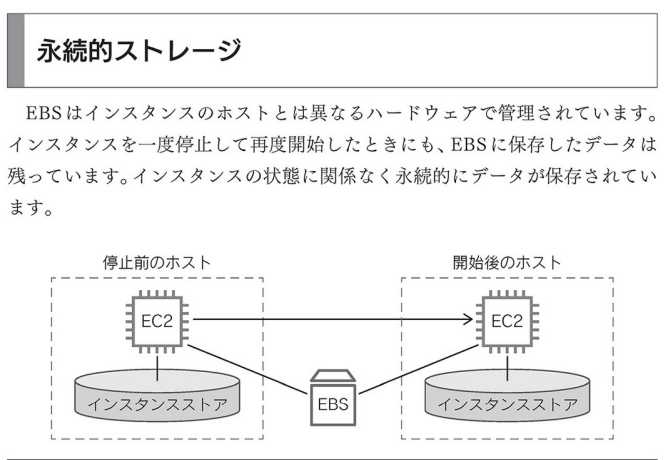 永続的ストレージ
EBSはインスタンスのホストとは異なるハードウェアで管理されています。
インスタンスを一度停止して再度開始したときにも、EBSに保存したデータは
残っています。インスタンスの状態に関係なく永続的にデータが保存されてい
ます。
停止前のホスト
開始後のホスト
EC2
EC2
インスタンスストア
EBS
インスタンスストア